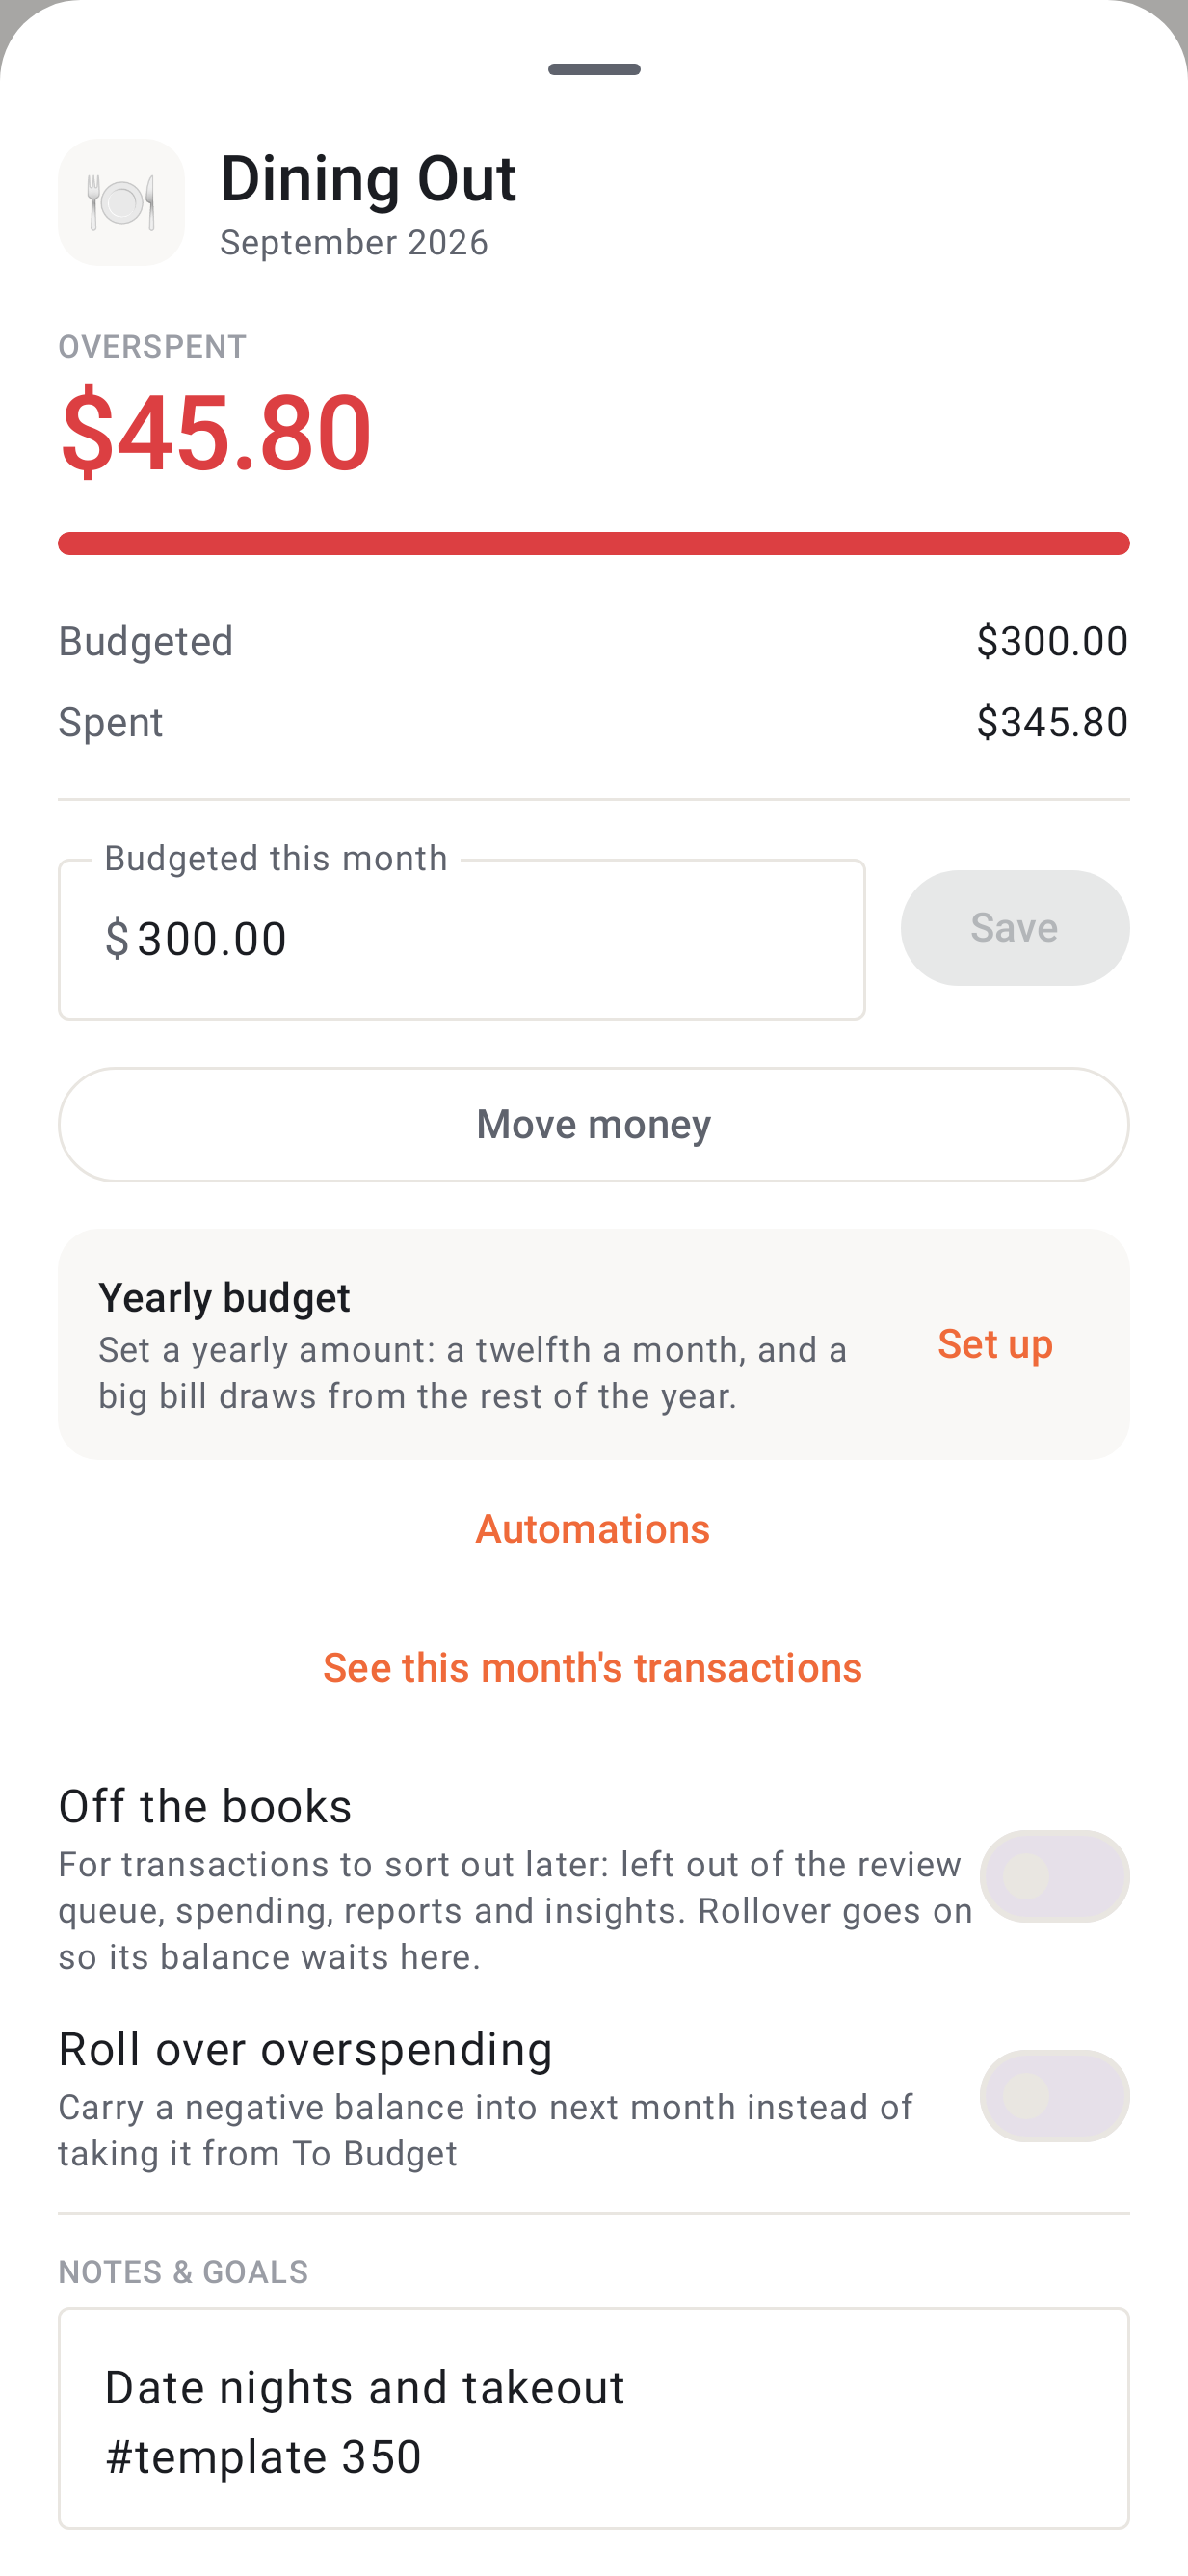 Dining Out
September 2026
OVERSPENT
$45.80
Budgeted $300.00
Spent $345.80
Budgeted this month
$300.00
Save
Move money
Yearly budget
Set a yearly amount: a twelfth a month, and a
big bill draws from the rest of the year.
Set up
Automations
See this month's transactions
Off the books
For transactions to sort out later: left out of the review
queue, spending, reports and insights. Rollover goes on
so its balance waits here.
Roll over overspending
Carry a negative balance into next month instead of
taking it from To Budget
NOTES & GOALS
Date nights and takeout
#template 350